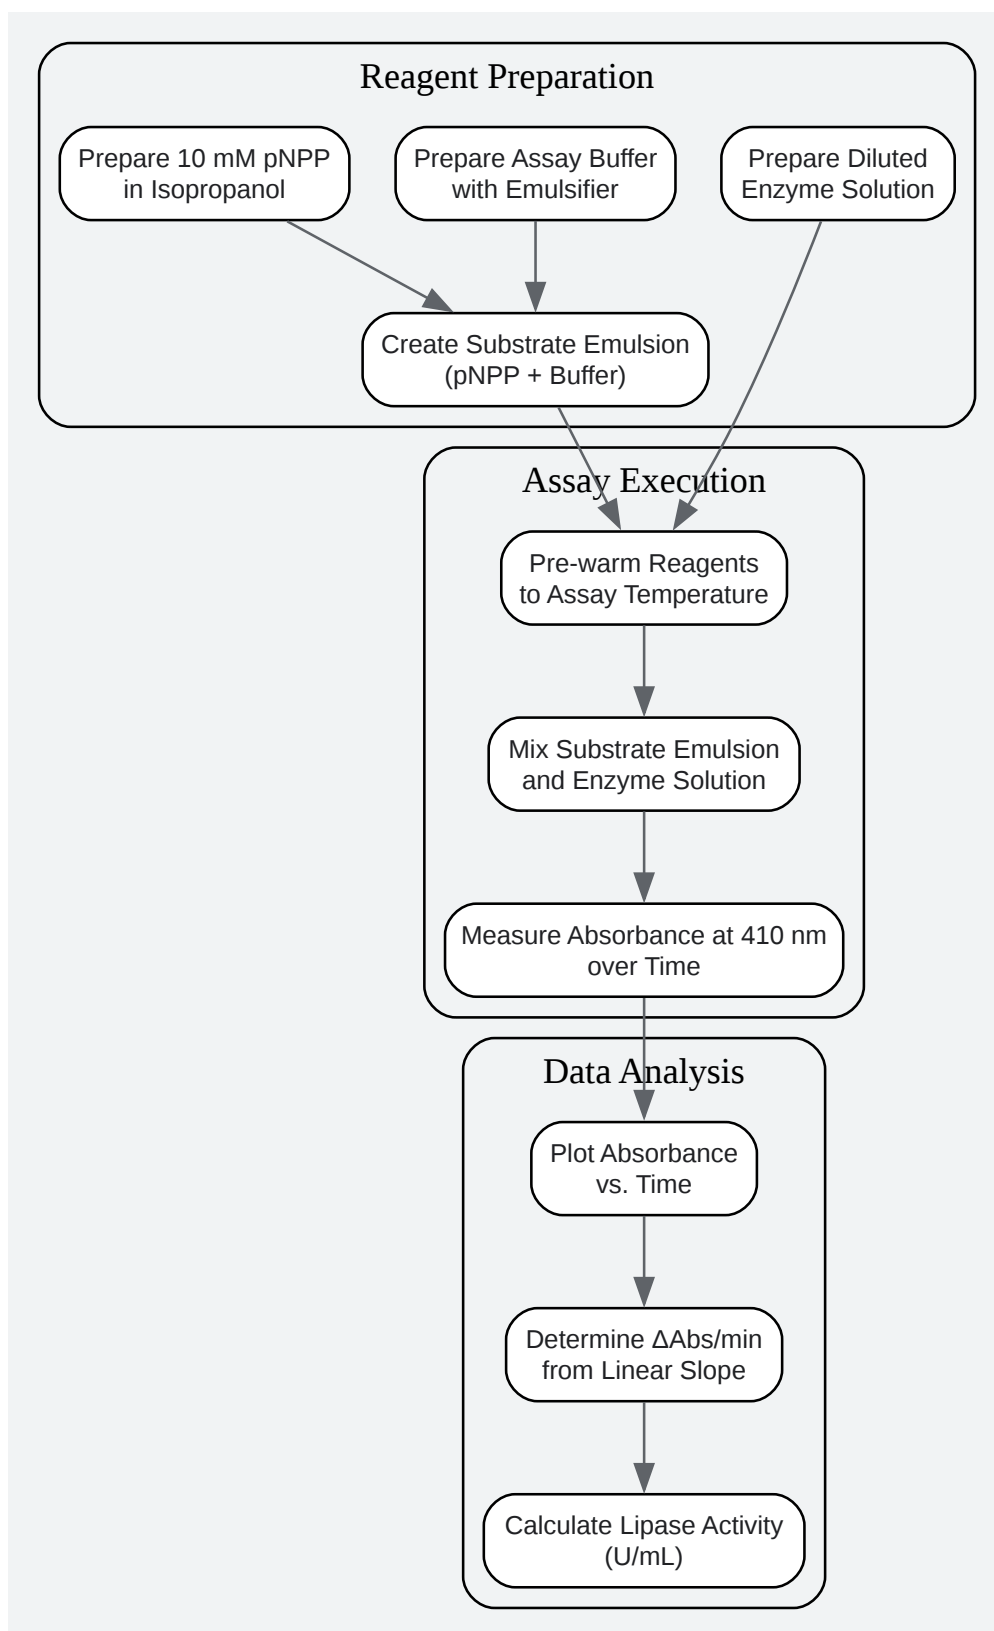 Reagent Preparation
Prepare 10 mM pNPP
in Isopropanol
Prepare Assay Buffer
with Emulsifier
Prepare Diluted
Enzyme Solution
Create Substrate Emulsion
(pNPP + Buffer)
Assay Execution
Pre-warm Reagents
to Assay Temperature
Mix Substrate Emulsion
and Enzyme Solution
Measure Absorbance at 410 nm
over Time
Data Analysis
Plot Absorbance
vs. Time
Determine ΔAbs/min
from Linear Slope
Calculate Lipase Activity
(U/mL)